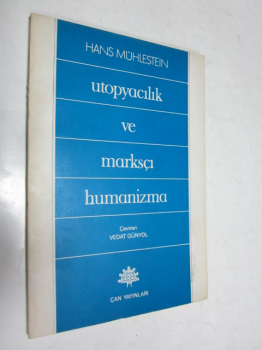 HANS MÜHLESTEIN
utopyacılık
ve
marksçı
humanizma
Çeviren
VEDAT GÜNYOL
ÇAN YAYINLARI